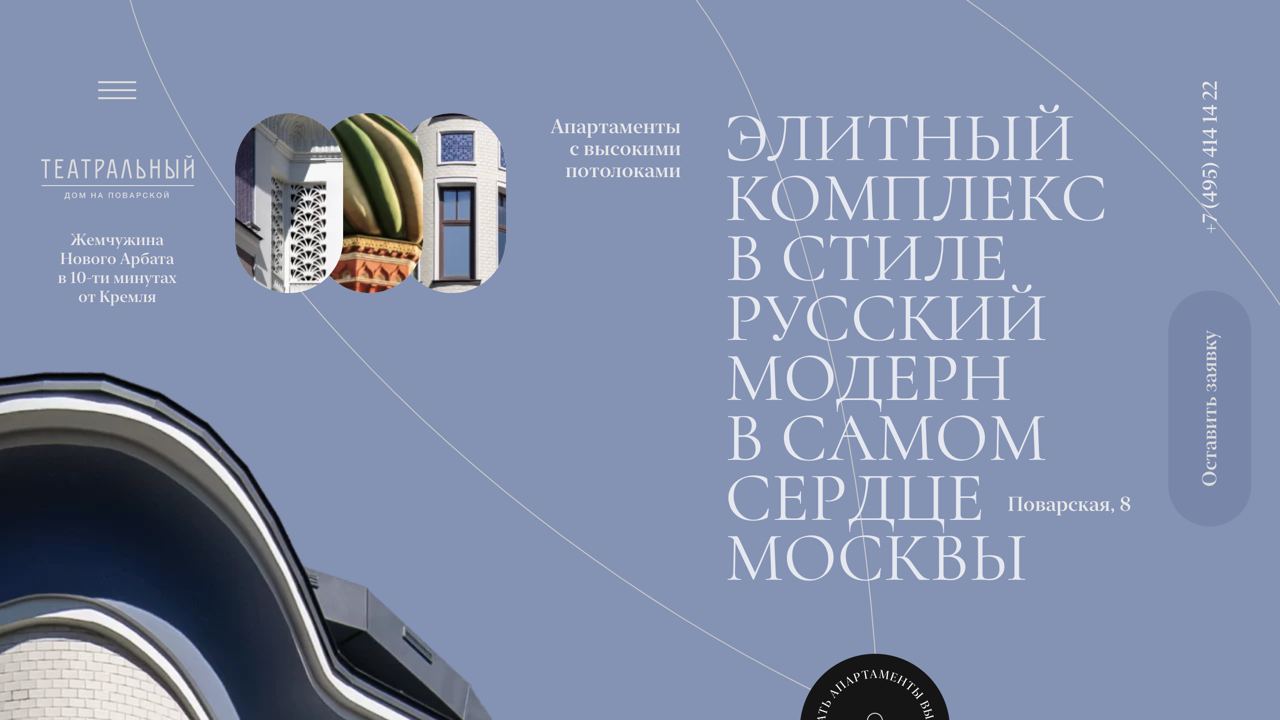 ТЕАТРАЛЬНЫЙ
ДОМ НА ПОВАРСКОЙ
Жемчужина
Нового Арбата
в 10-ти минутах
от Кремля
Апартаменты
с высокими
потолоками
ЭЛИТНЫЙ
КОМПЛЕКС
В СТИЛЕ
РУССКИЙ
МОДЕРН
В САМОМ
СЕРДЦЕ
МОСКВЫ
Поварская, 8
+7 (495) 414 14 22
Оставить заявку
АПАРТАМЕНТЫ